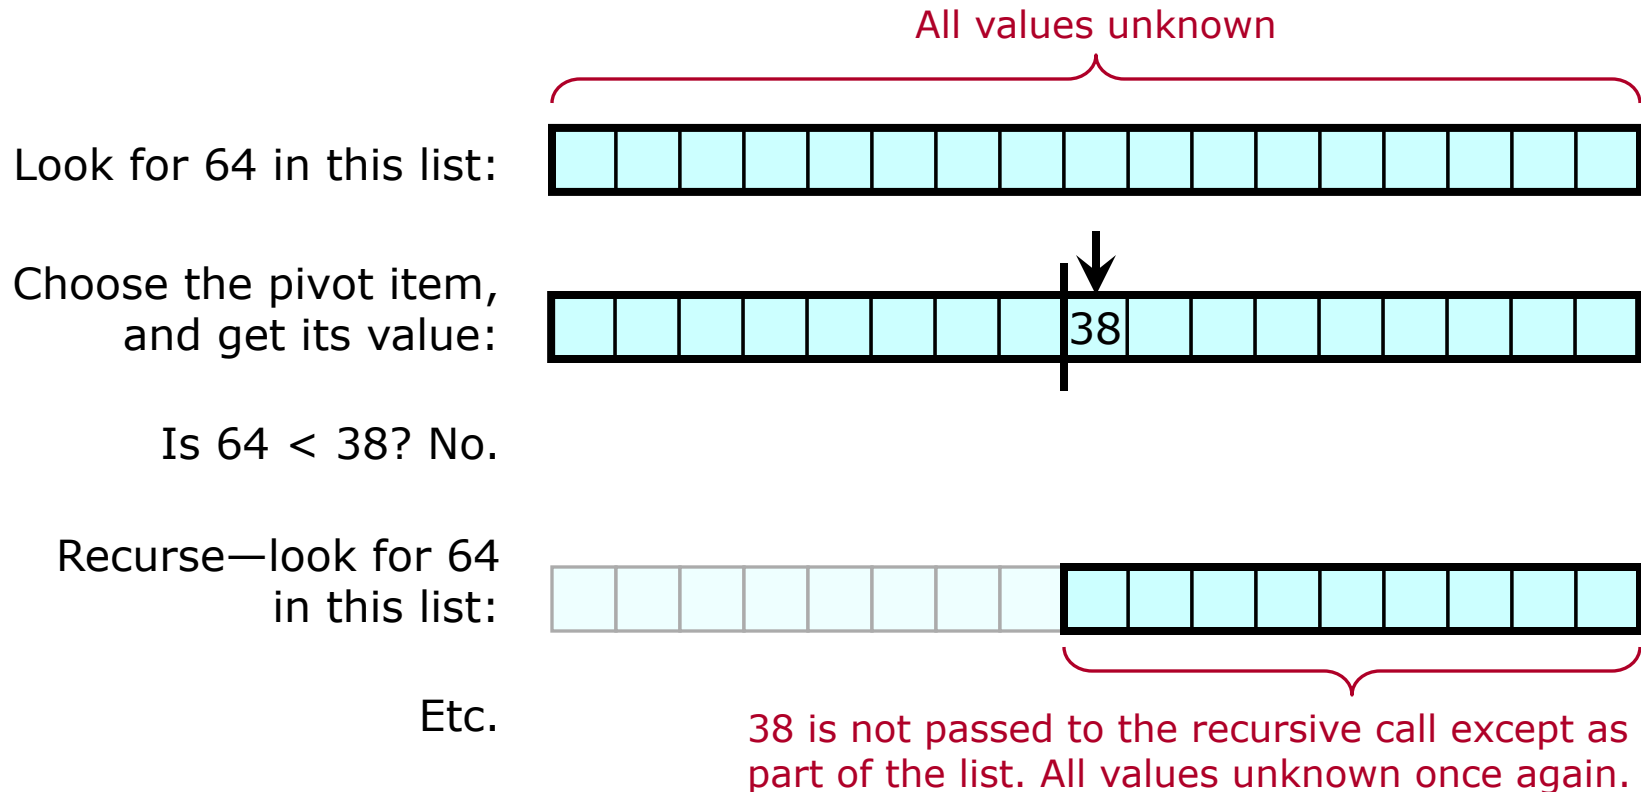 All values unknown
Look for 64 in this list:
Choose the pivot item,
and get its value:
38
Is 64 < 38? No.
Recurse—look for 64
in this list:
Etc.
38 is not passed to the recursive call except as
part of the list. All values unknown once again.